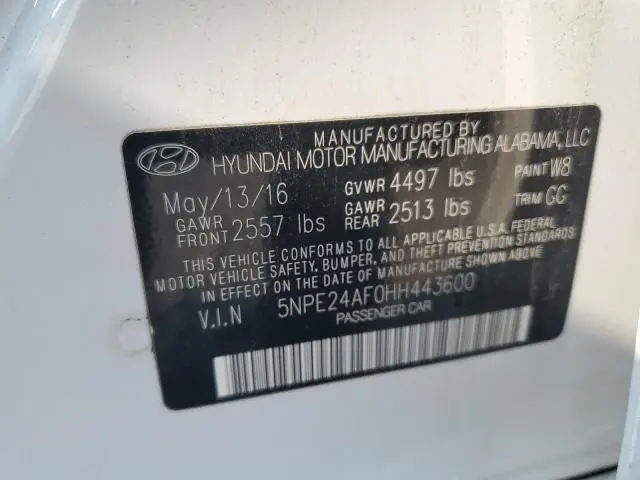 MANUFACTURED BY
HYUNDAI MOTOR MANUFACTURING ALABAMA, LLC
May/13/16 GVWR 4497 lbs PAINT W8
GAWR FRONT 2557 lbs GAWR REAR 2513 lbs TRIM GG
THIS VEHICLE CONFORMS TO ALL APPLICABLE U.S.A. FEDERAL
MOTOR VEHICLE SAFETY, BUMPER, AND THEFT PREVENTION STANDARDS
IN EFFECT ON THE DATE OF MANUFACTURE SHOWN ABOVE
V.I.N 5NPE24AF0HH443600
PASSENGER CAR